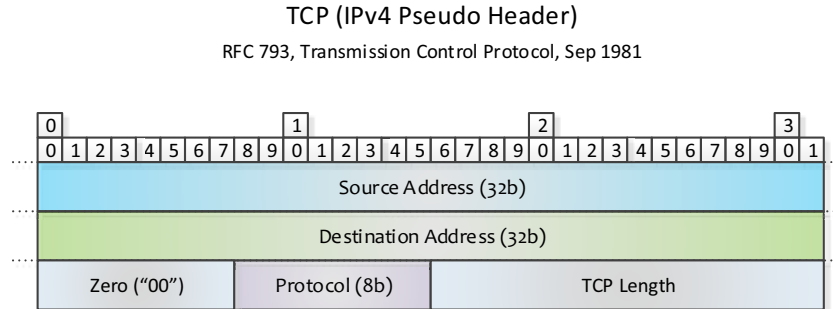 TCP (IPv4 Pseudo Header)
RFC 793, Transmission Control Protocol, Sep 1981
0 1 2 3
0 1 2 3 4 5 6 7 8 9 0 1 2 3 4 5 6 7 8 9 0 1 2 3 4 5 6 7 8 9 0 1
Source Address (32b)
Destination Address (32b)
Zero (“00”) Protocol (8b) TCP Length